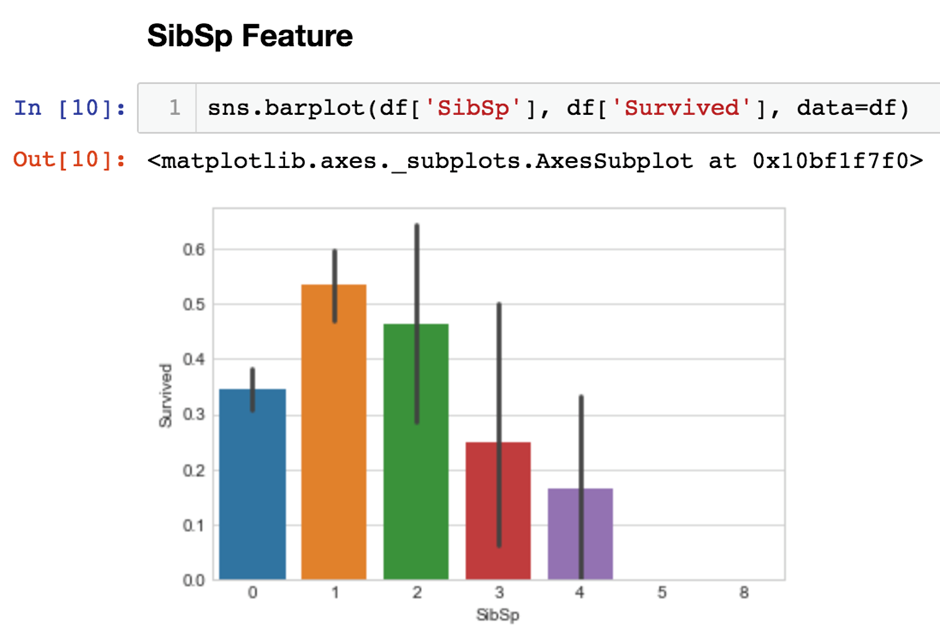 SibSp Feature
In [10]: 1 sns.barplot(df['SibSp'], df['Survived'], data=df)
Out[10]: <matplotlib.axes._subplots.AxesSubplot at 0x10bf1f7f0>
0.6
0.5
0.4
0.3
0.2
0.1
0.0
Survived
0 1 2 3 4 5 8
SibSp